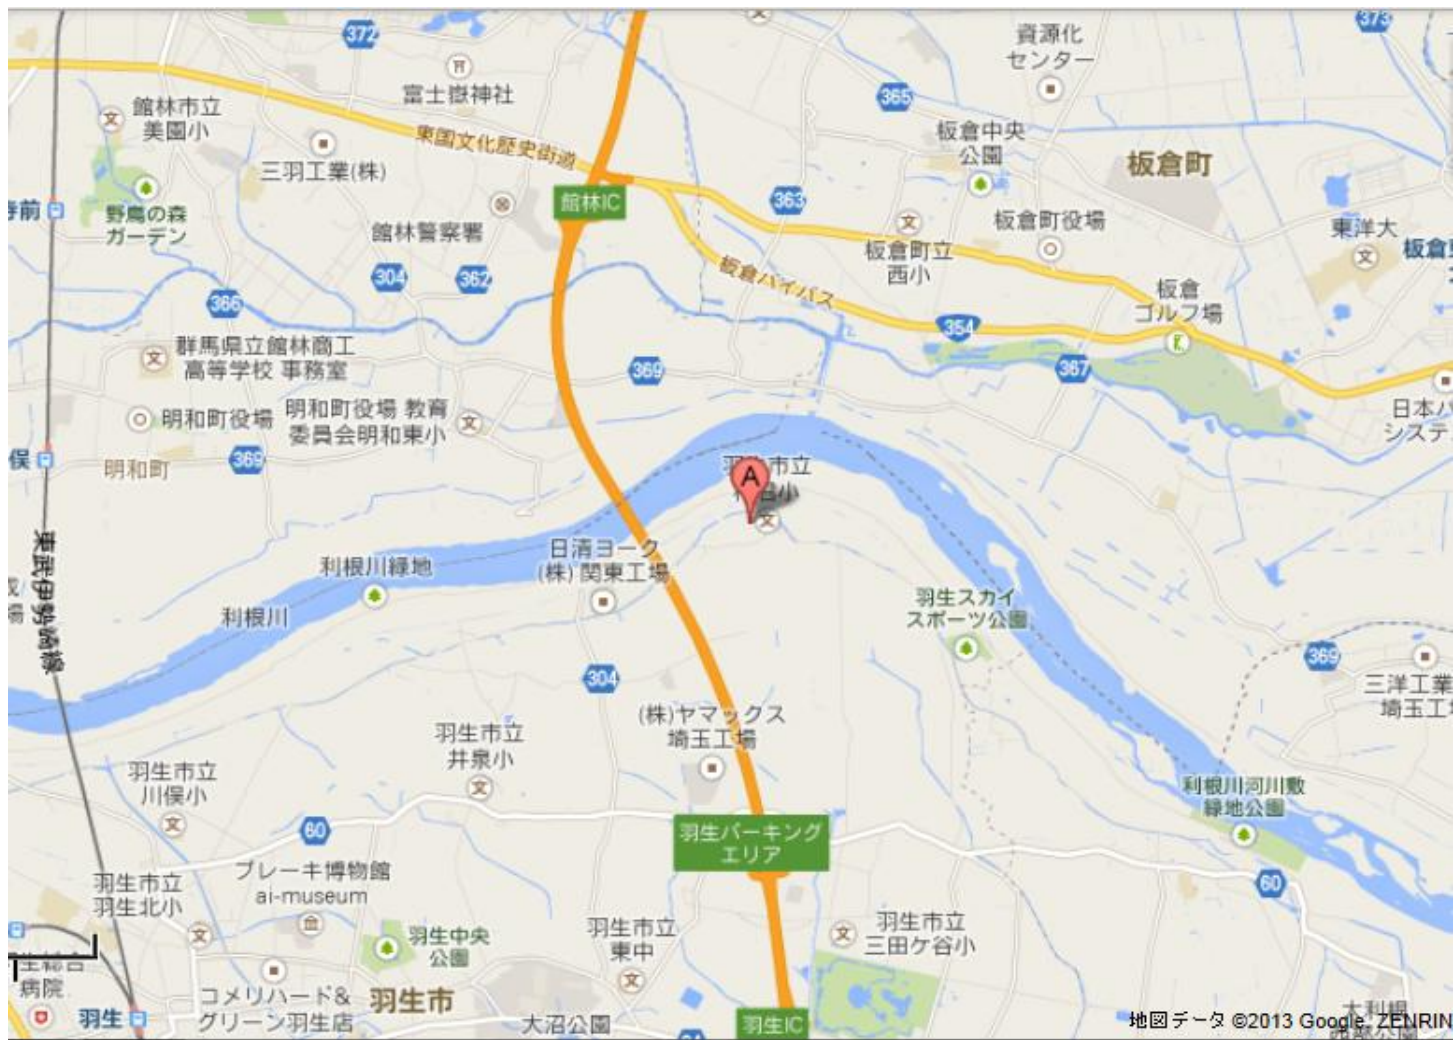 372
373
資源化
センター
富士嶽神社
365
館林市立
美園小
板倉中央
公園
東国文化歴史街道
三羽工業(株)
板倉町
館林IC
363
寺前
野鳥の森
ガーデン
館林警察署
板倉町役場
東洋大
板倉町立
西小
304
362
板倉バイパス
366
板倉
ゴルフ場
354
群馬県立館林商工
高等学校 事務室
369
367
明和町役場
明和町役場 教育
委員会明和東小
日本パ
システ
俣
明和町
369
羽生市立
小
A
東武伊勢崎線
日清ヨーク
(株) 関東工場
利根川緑地
利根川
羽生スカイ
スポーツ公園
369
304
三洋工業
埼玉工場
(株)ヤマックス
埼玉工場
羽生市立
井泉小
羽生市立
川俣小
利根川河川敷
緑地公園
60
羽生パーキング
エリア
60
ブレーキ博物館
ai-museum
羽生市立
羽生北小
羽生中央
公園
羽生市立
東中
羽生市立
三田ケ谷小
病院
コメリハード&
グリーン羽生店
羽生市
羽生
大沼公園
羽生IC
地図データ ©2013 Google, ZENRIN